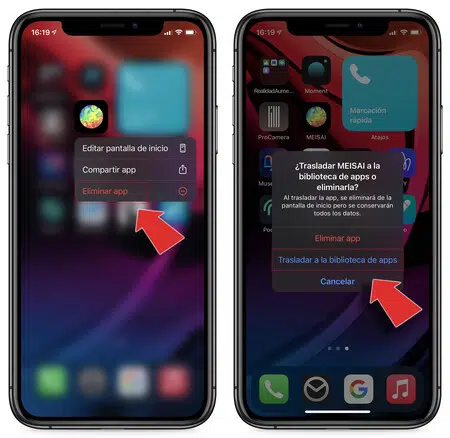 16:19
Editar pantalla de inicio
Compartir app
Eliminar app
16:19
RealidadAume...
Moment
Marcación
rápida
ProCamera
MEISAI
Atajos
¿Trasladar MEISAI a la
biblioteca de apps o
eliminarla?
Al trasladar la app, se eliminará de la
pantalla de inicio pero se conservarán
todos los datos.
Eliminar app
Trasladar a la biblioteca de apps
Cancelar